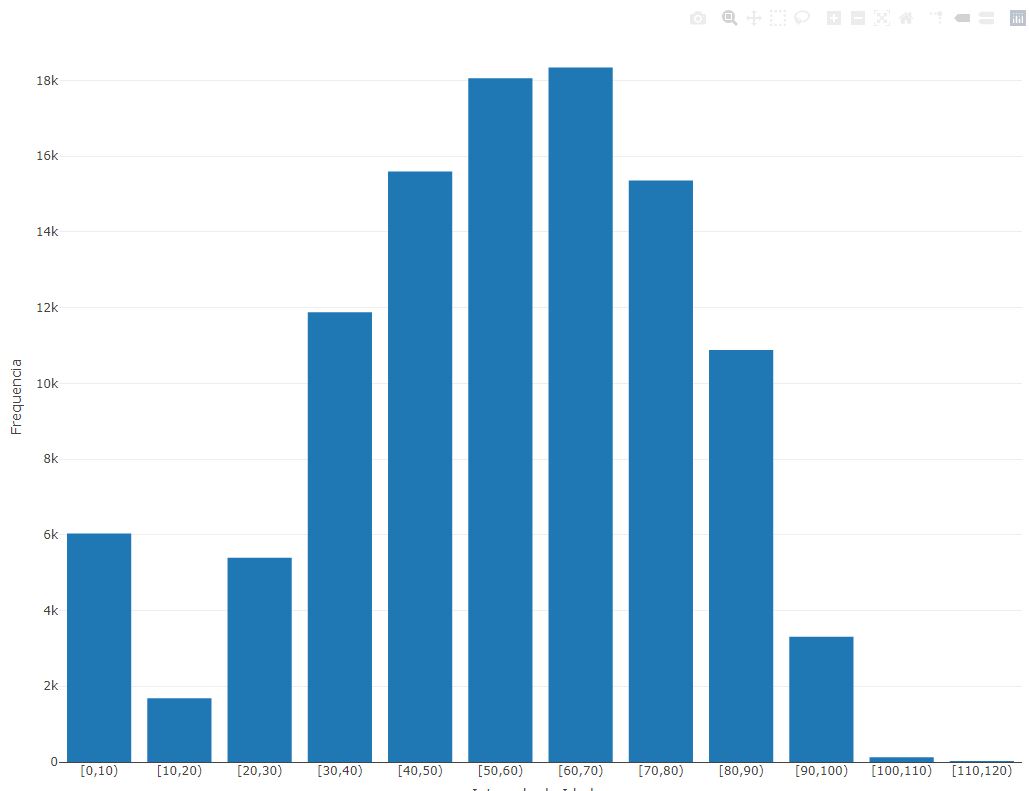 18k
16k
14k
12k
10k
8k
6k
4k
2k
0
Frequencia
[0,10) [10,20) [20,30) [30,40) [40,50) [50,60) [60,70) [70,80) [80,90) [90,100) [100,110) [110,120)